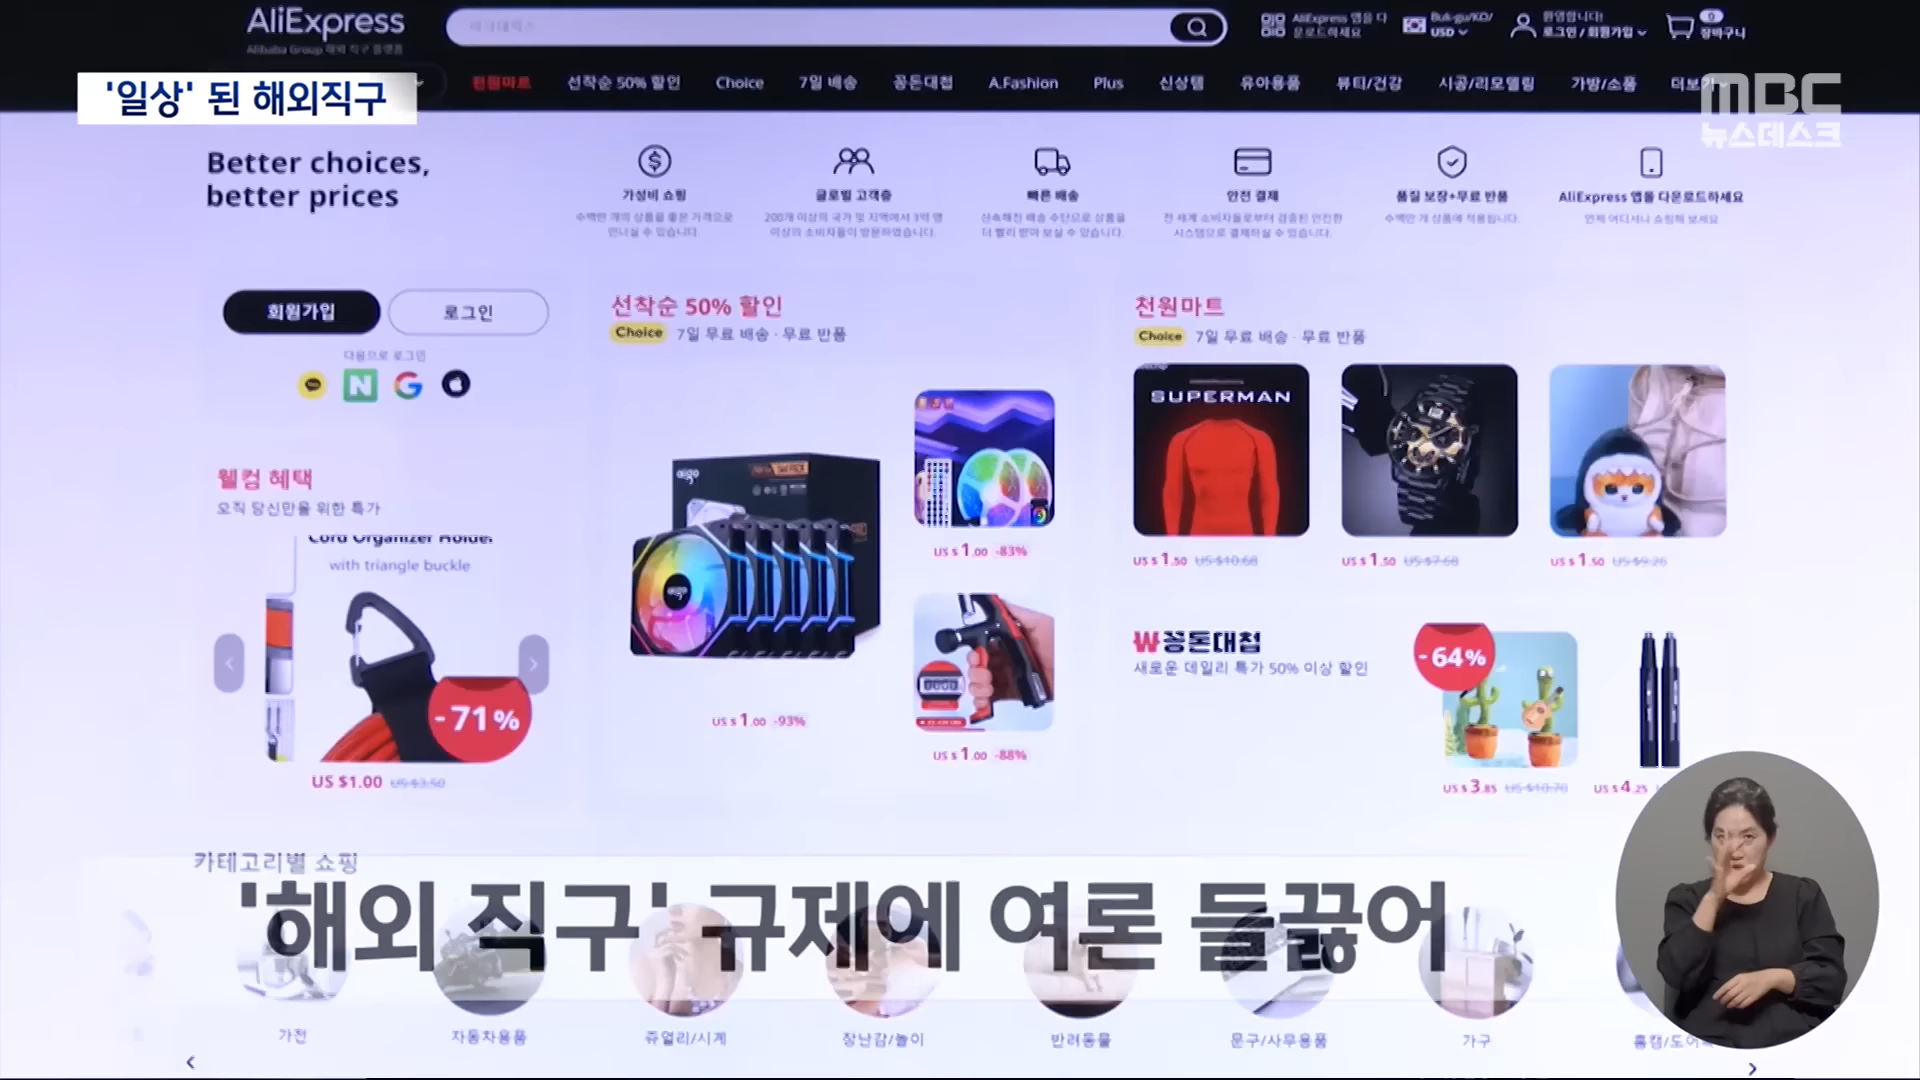 AliExpress
Alibaba Group 해외 직구 플랫폼
AliExpress 앱을 다
운로드하세요
Buk-gu/KO/
USD
환영합니다!
로그인 / 회원가입
0
장바구니
'일상' 된 해외직구
천원마트
선착순 50% 할인
Choice
7일 배송
꽁돈대첩
A.Fashion
Plus
신상템
유아용품
뷰티/건강
시공/리모델링
가방/소품
더보기
MBC
뉴스데스크
Better choices,
better prices
가성비 쇼핑
수백만 개의 상품을 좋은 가격으로
만나실 수 있습니다.
글로벌 고객층
200개 이상의 국가 및 지역에서 3억 명
이상의 소비자들이 방문하였습니다.
빠른 배송
신속해진 배송 수단으로 상품을
더 빨리 받아 보실 수 있습니다.
안전 결제
전 세계 소비자들로부터 검증된 안전한
시스템으로 결제하실 수 있습니다.
품질 보장+무료 반품
수백만 개 상품에 적용됩니다.
AliExpress 앱을 다운로드하세요
언제 어디서나 쇼핑해 보세요
회원가입
로그인
다음으로 로그인
N
G
웰컴 혜택
오직 당신만을 위한 특가
Cord Organizer Holder
with triangle buckle
-71%
US $1.00 US $3.50
선착순 50% 할인
Choice 7일 무료 배송 · 무료 반품
aigo
aigo
US $1.00 -93%
US $1.00 -83%
US $1.00 -88%
천원마트
Choice 7일 무료 배송 · 무료 반품
SUPERMAN
US $1.50 US $10.68
US $1.50 US $7.68
US $1.50 US $9.26
₩꽁돈대첩
새로운 데일리 특가 50% 이상 할인
-64%
US $3.85 US $10.70
US $4.25
카테고리별 쇼핑
'해외 직구' 규제에 여론 들끓어
가전
자동차용품
쥬얼리/시계
장난감/놀이
반려동물
문구/사무용품
가구
홈캠/도어락